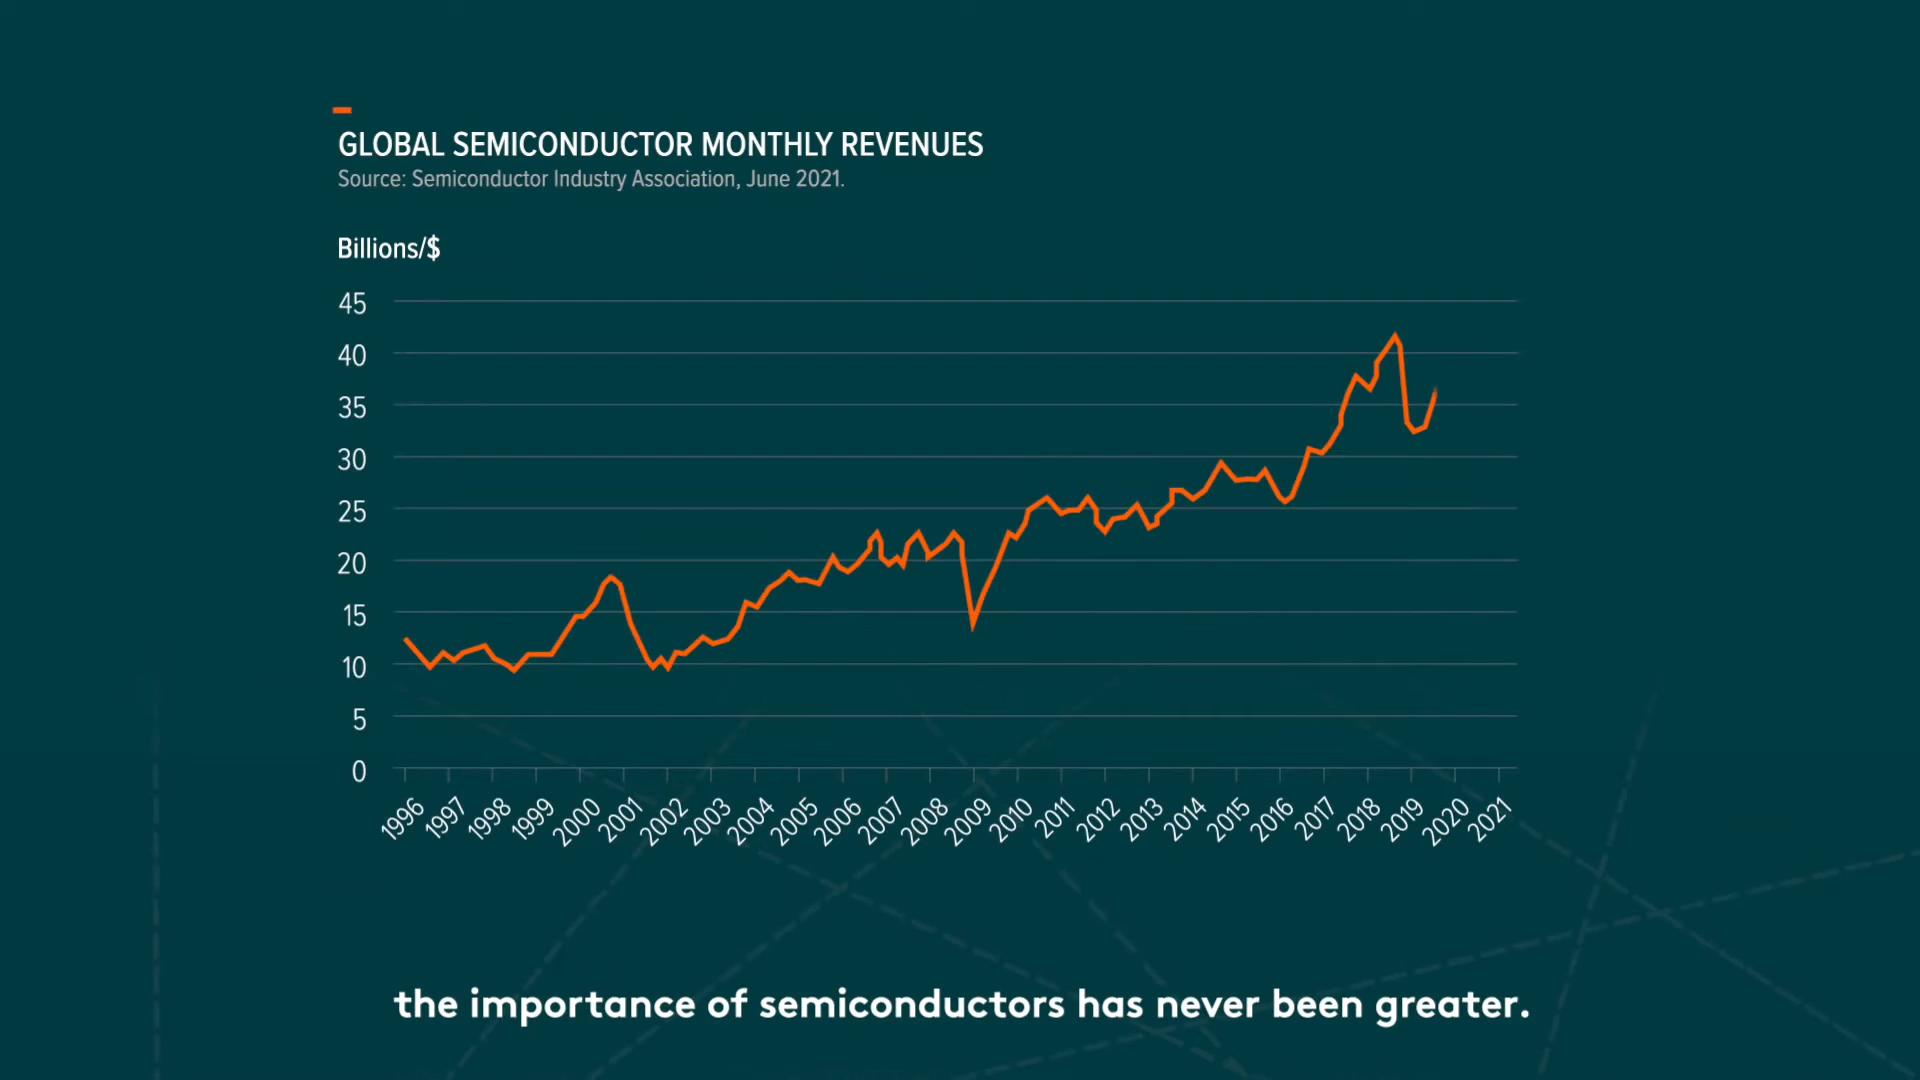 GLOBAL SEMICONDUCTOR MONTHLY REVENUES
Source: Semiconductor Industry Association, June 2021.
Billions/$
45
40
35
30
25
20
15
10
5
0
1996 1997 1998 1999 2000 2001 2002 2003 2004 2005 2006 2007 2008 2009 2010 2011 2012 2013 2014 2015 2016 2017 2018 2019 2020 2021
the importance of semiconductors has never been greater.